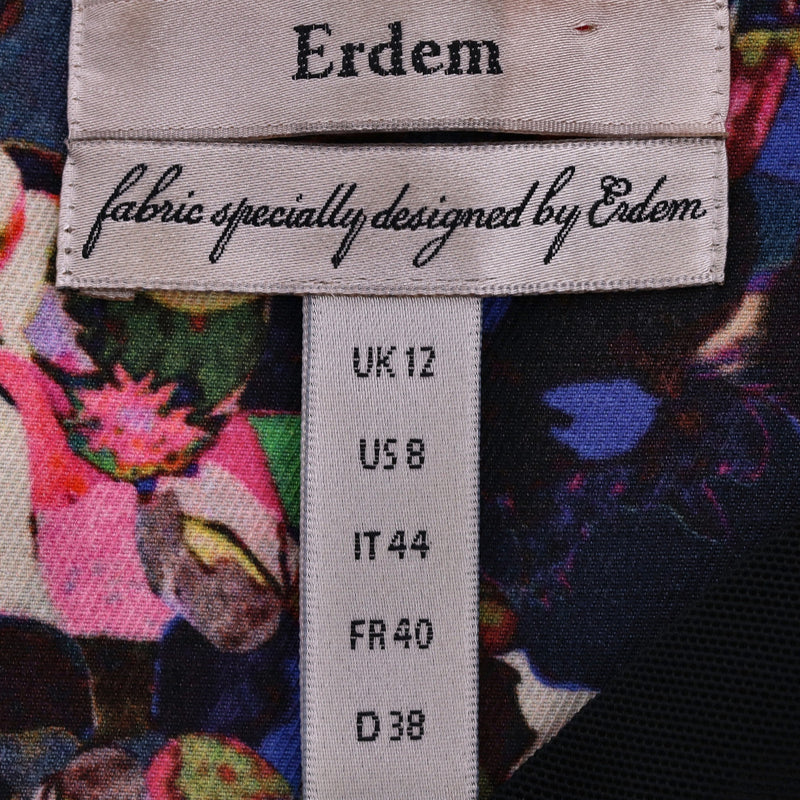 Erdem
fabric specially designed by Erdem
UK 12
US 8
IT 44
FR 40
D 38